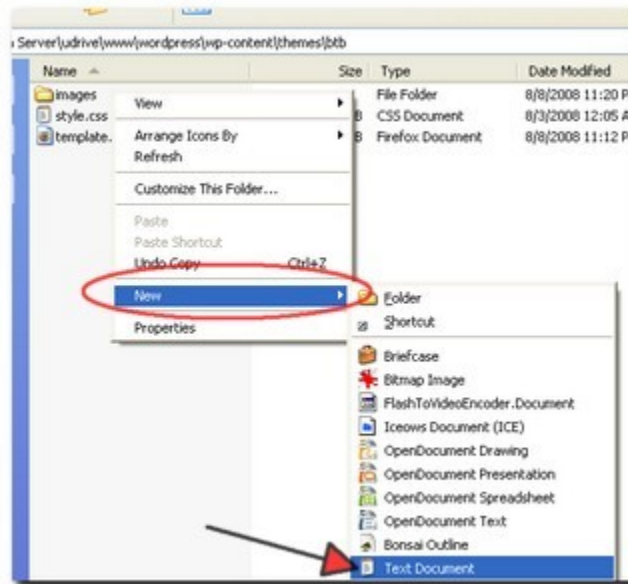 Server\udrive\www\wordpress\wp-content\themes\btb
Name Size Type Date Modified
images File Folder 8/8/2008 11:20 P
style.css B CSS Document 8/3/2008 12:05 A
template. B Firefox Document 8/8/2008 11:12 P
View
Arrange Icons By
Refresh
Customize This Folder...
Paste
Paste Shortcut
Undo Copy Ctrl+Z
New
Properties
Folder
Shortcut
Briefcase
Bitmap Image
FlashToVideoEncoder.Document
Iceows Document (ICE)
OpenDocument Drawing
OpenDocument Presentation
OpenDocument Spreadsheet
OpenDocument Text
Bonsai Outline
Text Document